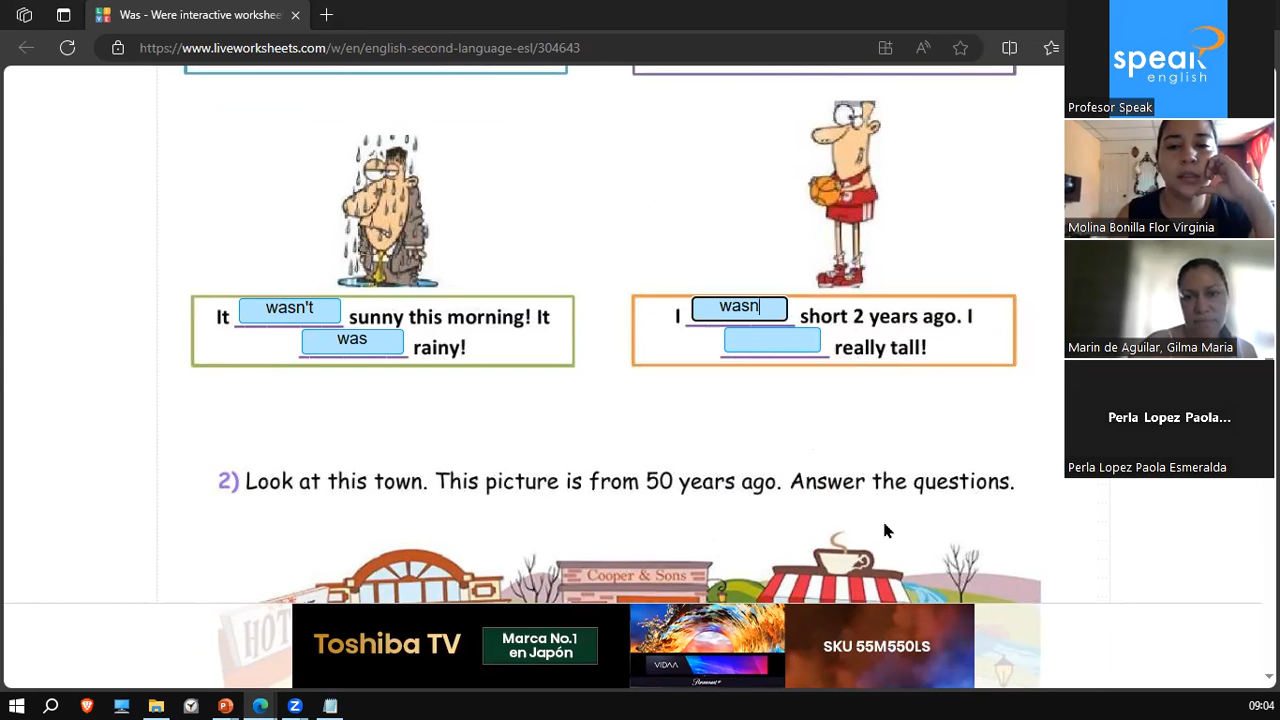 Was - Were interactive workshee
https://www.liveworksheets.com/w/en/english-second-language-esl/304643
speak
english
Profesor Speak
Molina Bonilla Flor Virginia
Marin de Aguilar, Gilma Maria
Perla Lopez Paola...
Perla Lopez Paola Esmeralda
It wasn't sunny this morning! It
was rainy!
I wasn short 2 years ago. I
really tall!
2) Look at this town. This picture is from 50 years ago. Answer the questions.
Cooper & Sons
HOT
Toshiba TV
Marca No.1
en Japón
VIDAA
Paramount+
SKU 55M550LS
09:04